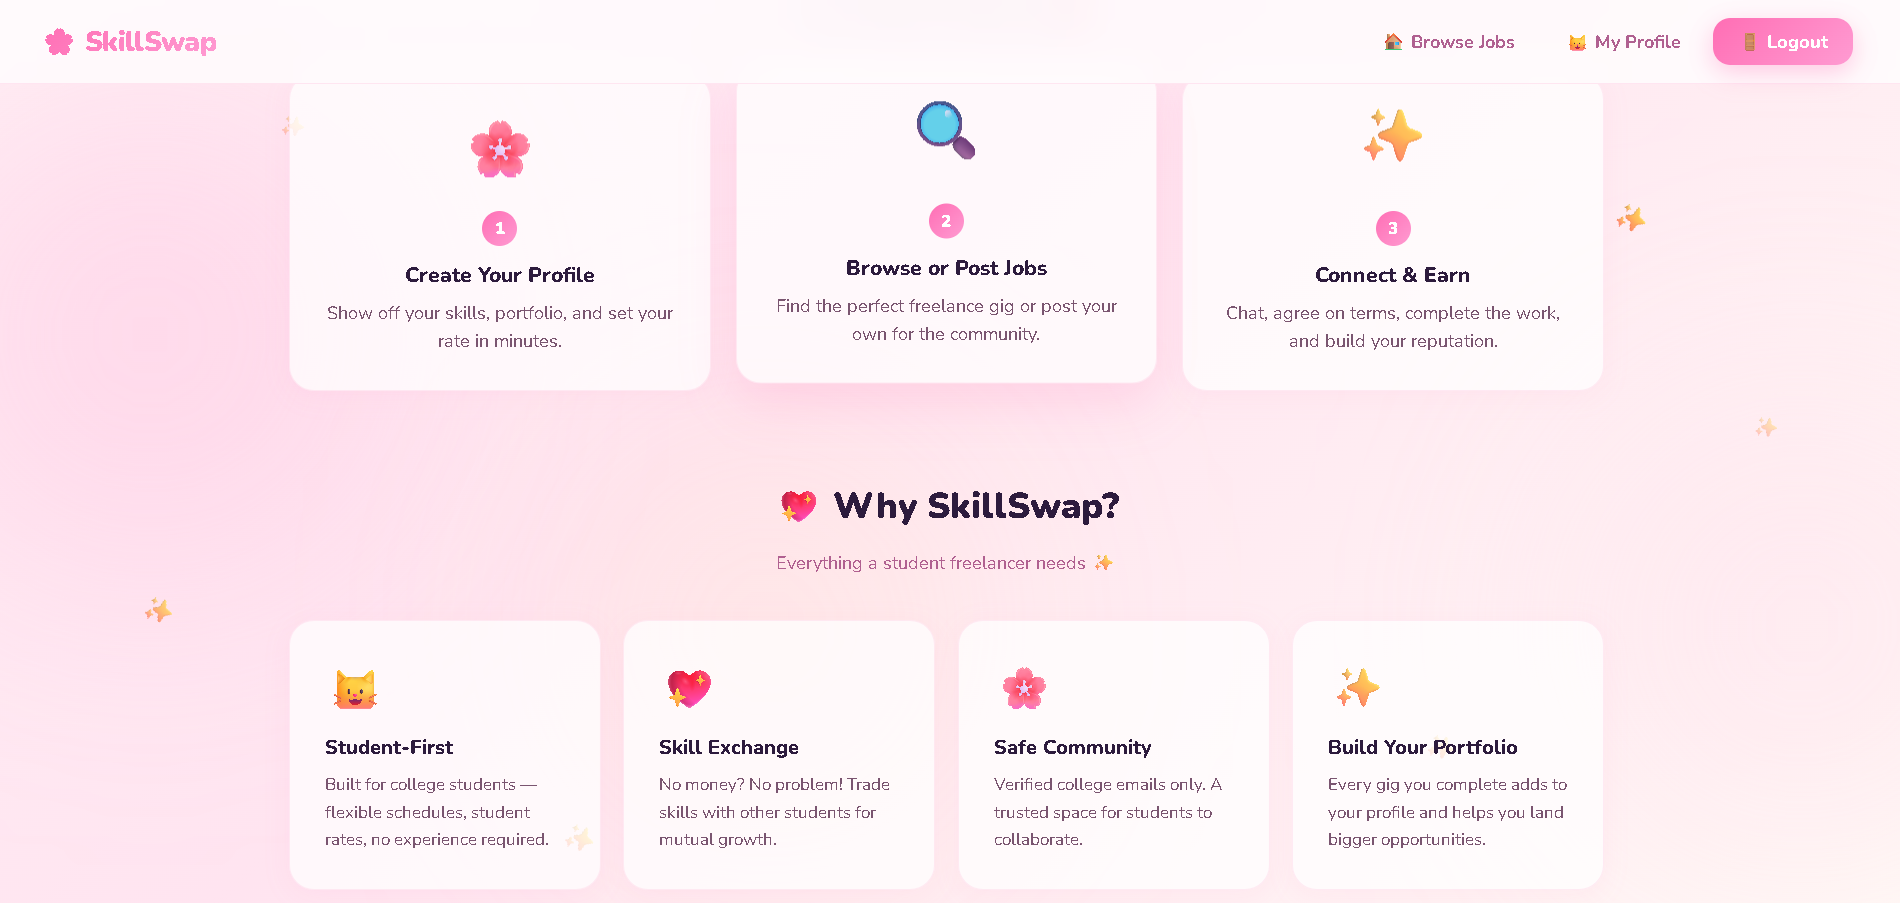 SkillSwap
Browse Jobs
My Profile
Logout
1
Create Your Profile
Show off your skills, portfolio, and set your
rate in minutes.
2
Browse or Post Jobs
Find the perfect freelance gig or post your
own for the community.
3
Connect & Earn
Chat, agree on terms, complete the work,
and build your reputation.
Why SkillSwap?
Everything a student freelancer needs
Student-First
Built for college students —
flexible schedules, student
rates, no experience required.
Skill Exchange
No money? No problem! Trade
skills with other students for
mutual growth.
Safe Community
Verified college emails only. A
trusted space for students to
collaborate.
Build Your Portfolio
Every gig you complete adds to
your profile and helps you land
bigger opportunities.